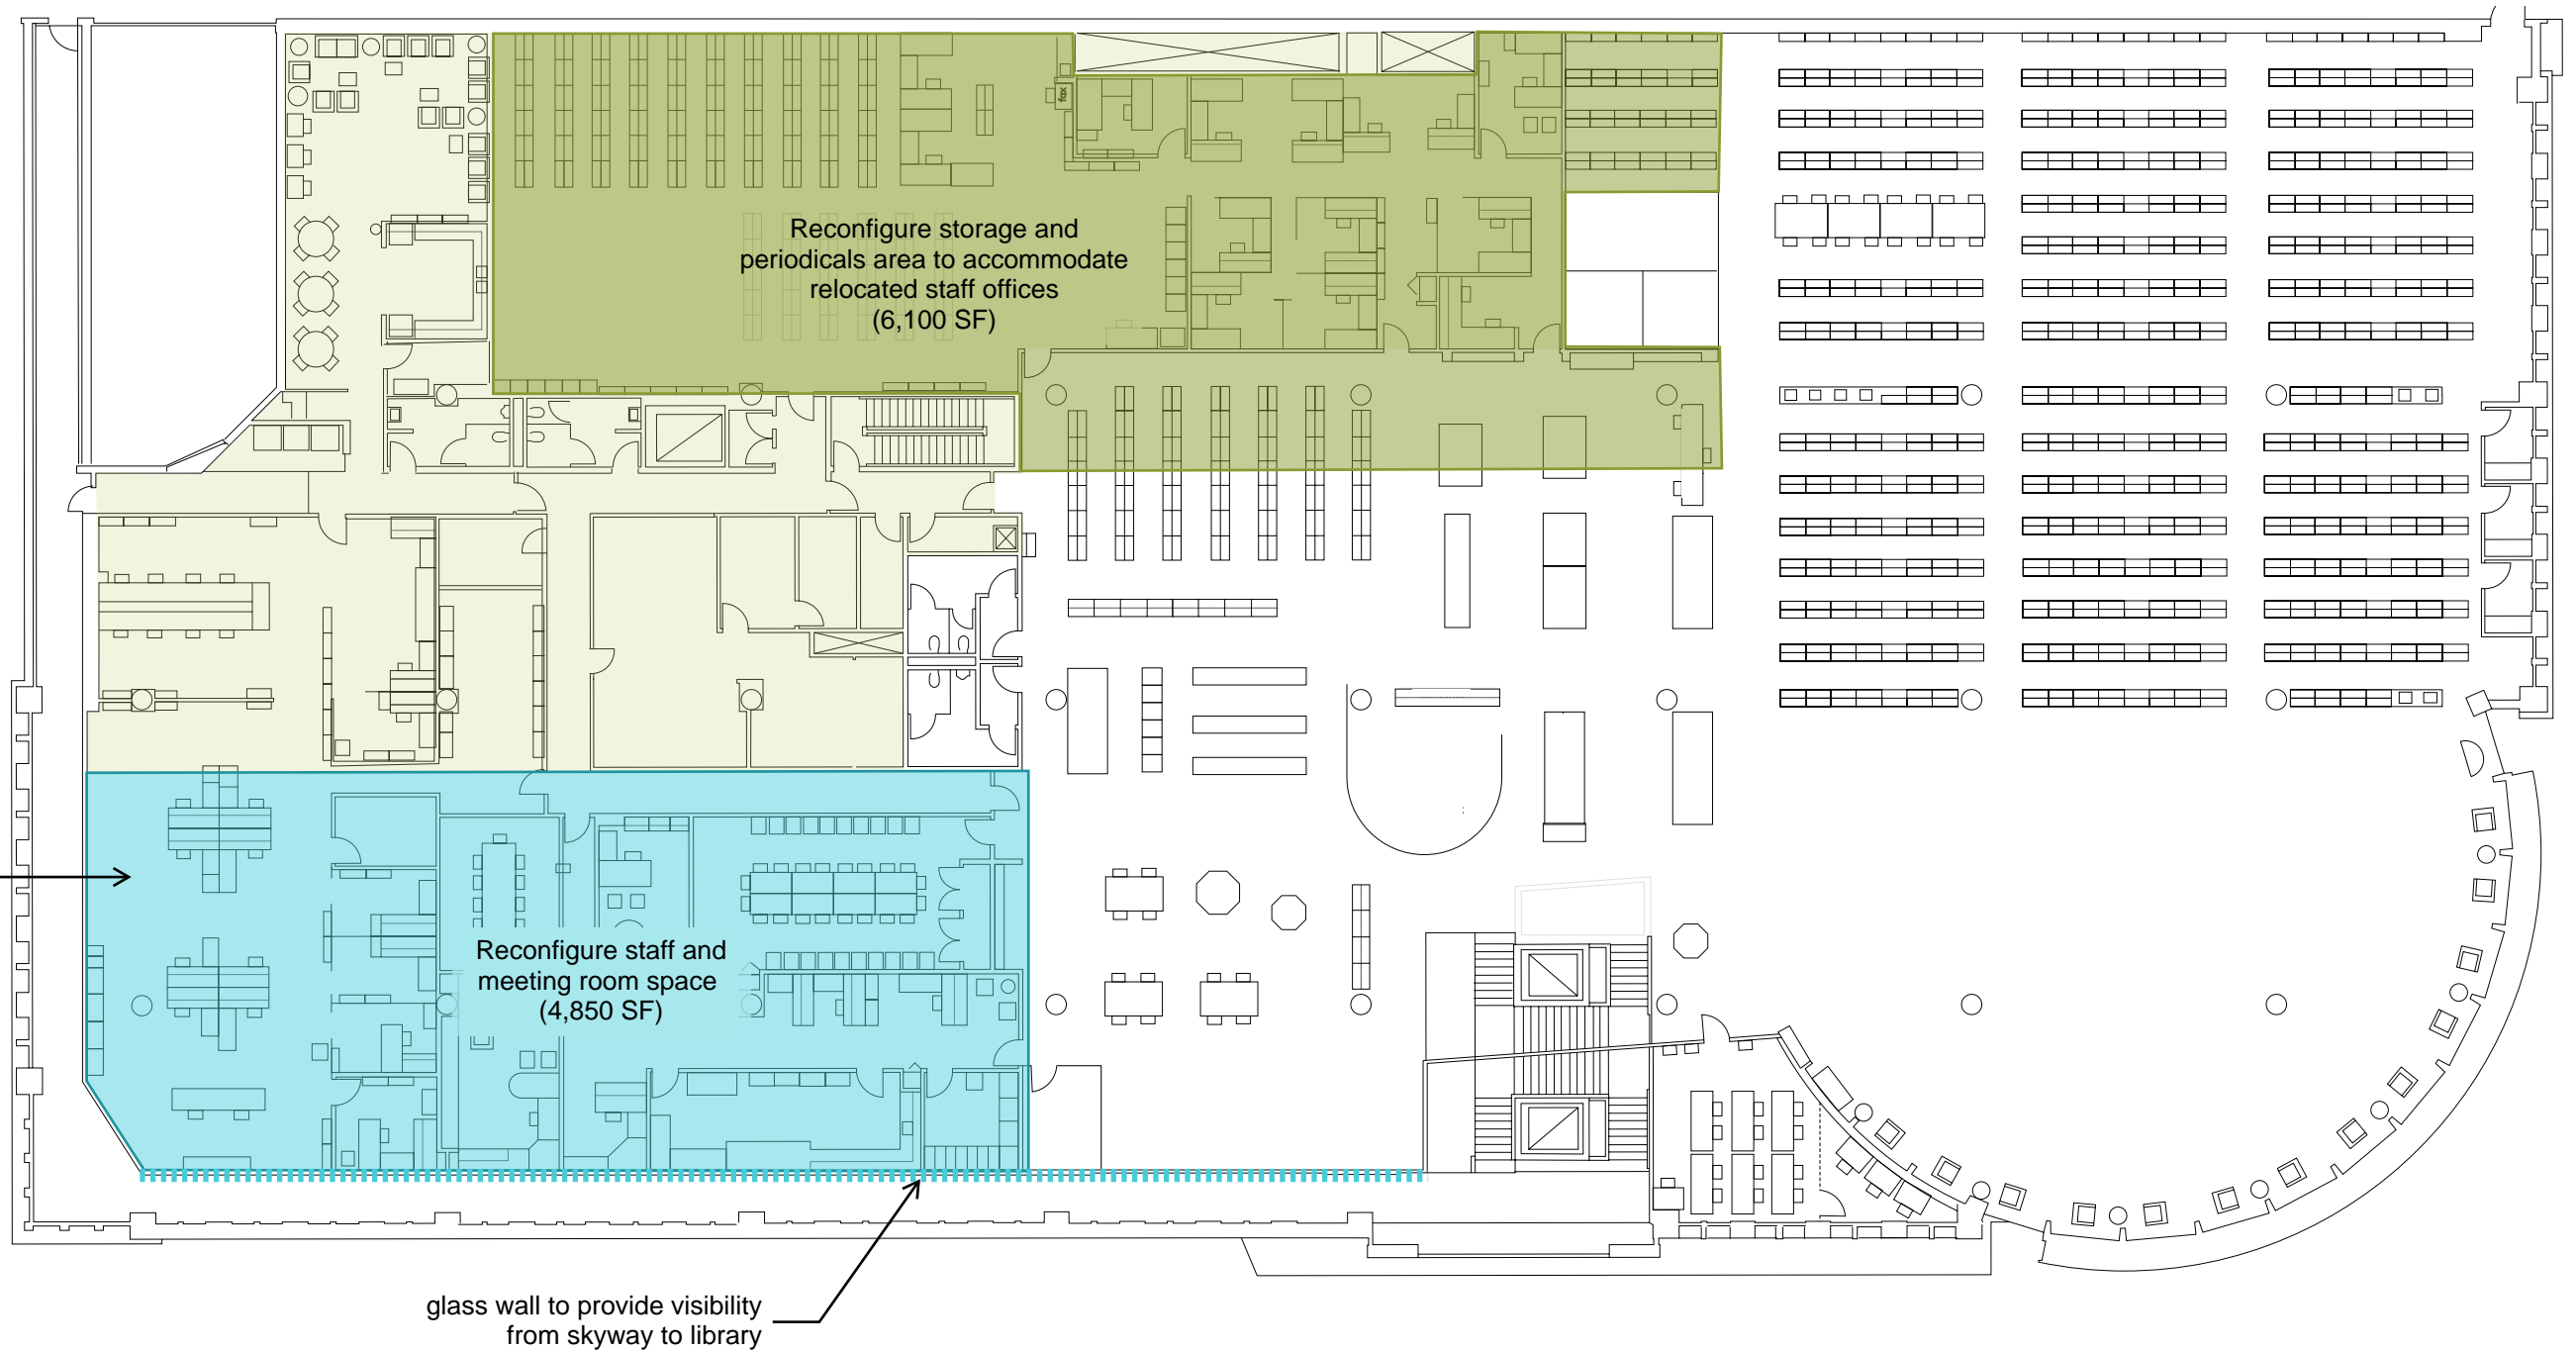 fax
Reconfigure storage and
periodicals area to accommodate
relocated staff offices
(6,100 SF)
Reconfigure staff and
meeting room space
(4,850 SF)
glass wall to provide visibility
from skyway to library